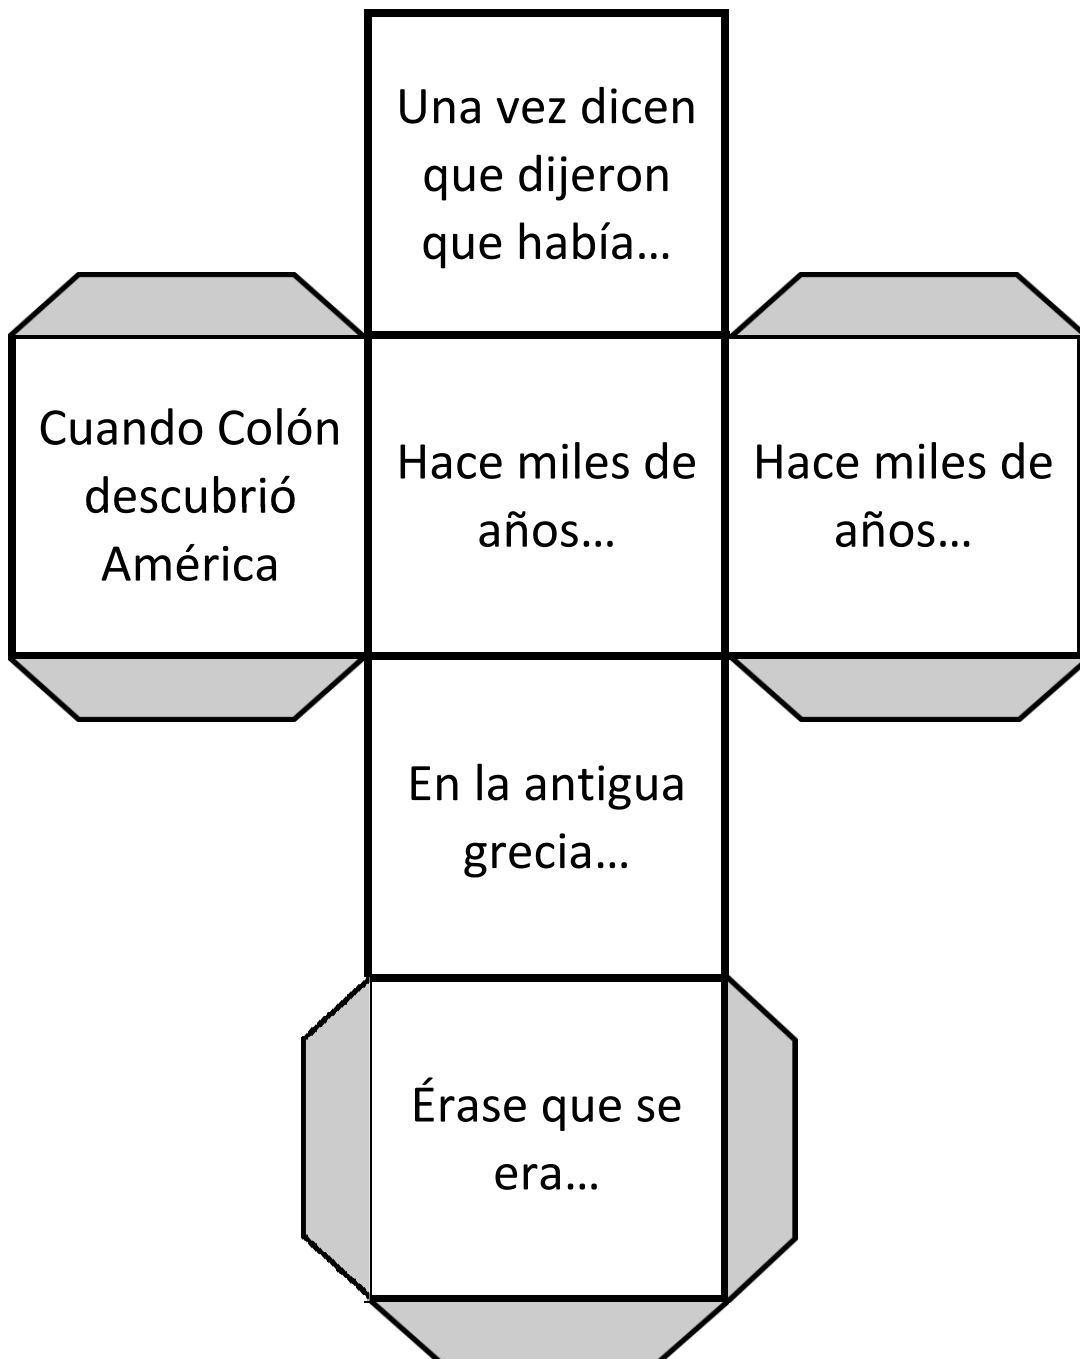 Una vez dicen
que dijeron
que había...
Cuando Colón
descubrió
América
Hace miles de
años...
Hace miles de
años...
En la antigua
grecia...
Érase que se
era...